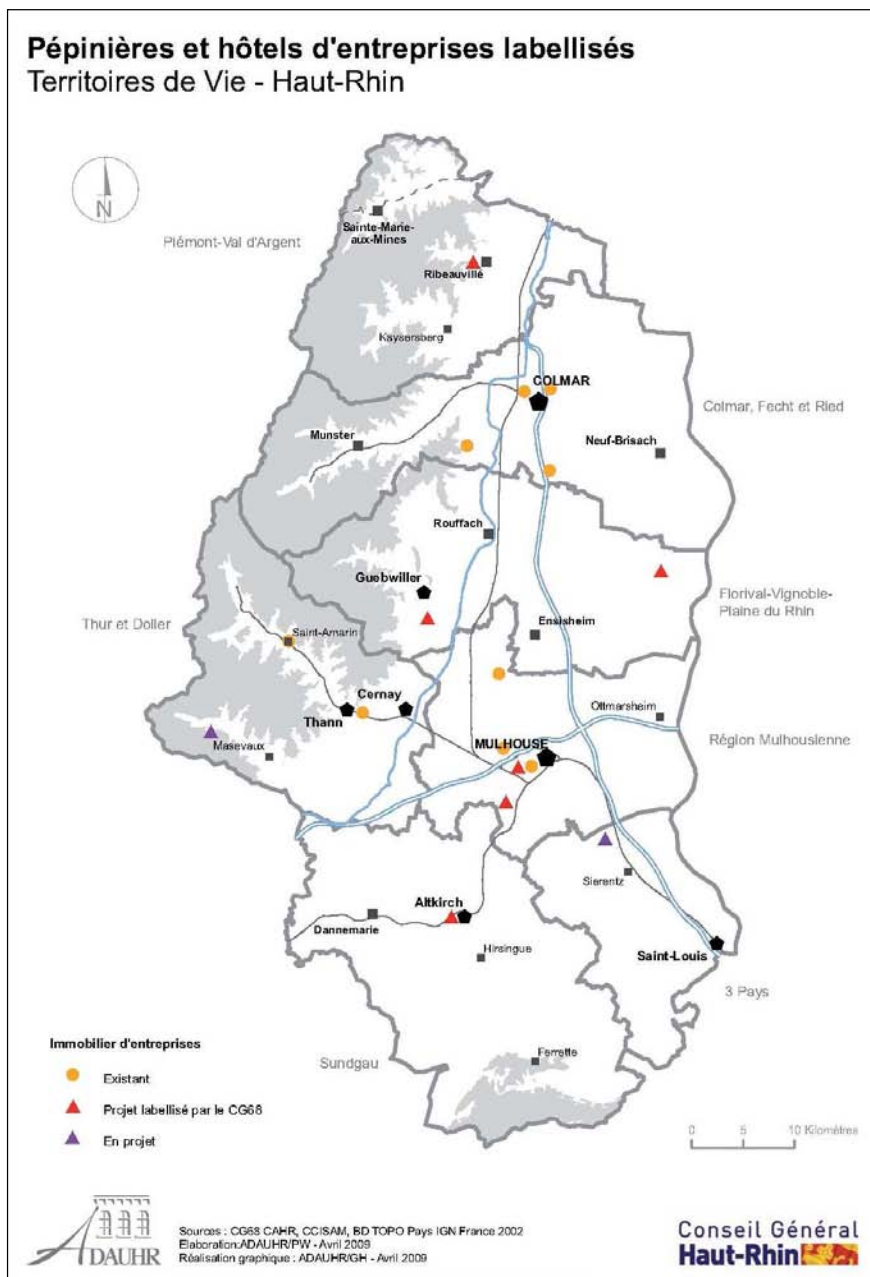 Pépinières et hôtels d'entreprises labellisés
Territoires de Vie - Haut-Rhin
N
Sainte-Marie-
aux-Mines
Piémont-Val d'Argent
Ribeauvillé
Kaysersberg
COLMAR
Colmar, Fecht et Ried
Munster
Neuf-Brisach
Rouffach
Guebwiller
Florival-Vignoble-
Plaine du Rhin
Thur et Doller
Saint-Amarin
Ensisheim
Cernay
Thann
Ottmarsheim
Masevaux
MULHOUSE
Région Mulhousienne
Sierentz
Altkirch
Dannemarie
Hirsingue
Saint-Louis
3 Pays
Sundgau
Ferrette
Immobilier d'entreprises
Existant
Projet labellisé par le CG68
En projet
0 5 10 Kilomètres
ADAUHR
Sources : CG68 CAHR, CCISAM, BD TOPO Pays IGN France 2002
Elaboration:ADAUHR/PW - Avril 2009
Réalisation graphique : ADAUHR/GH - Avril 2009
Conseil Général
Haut-Rhin